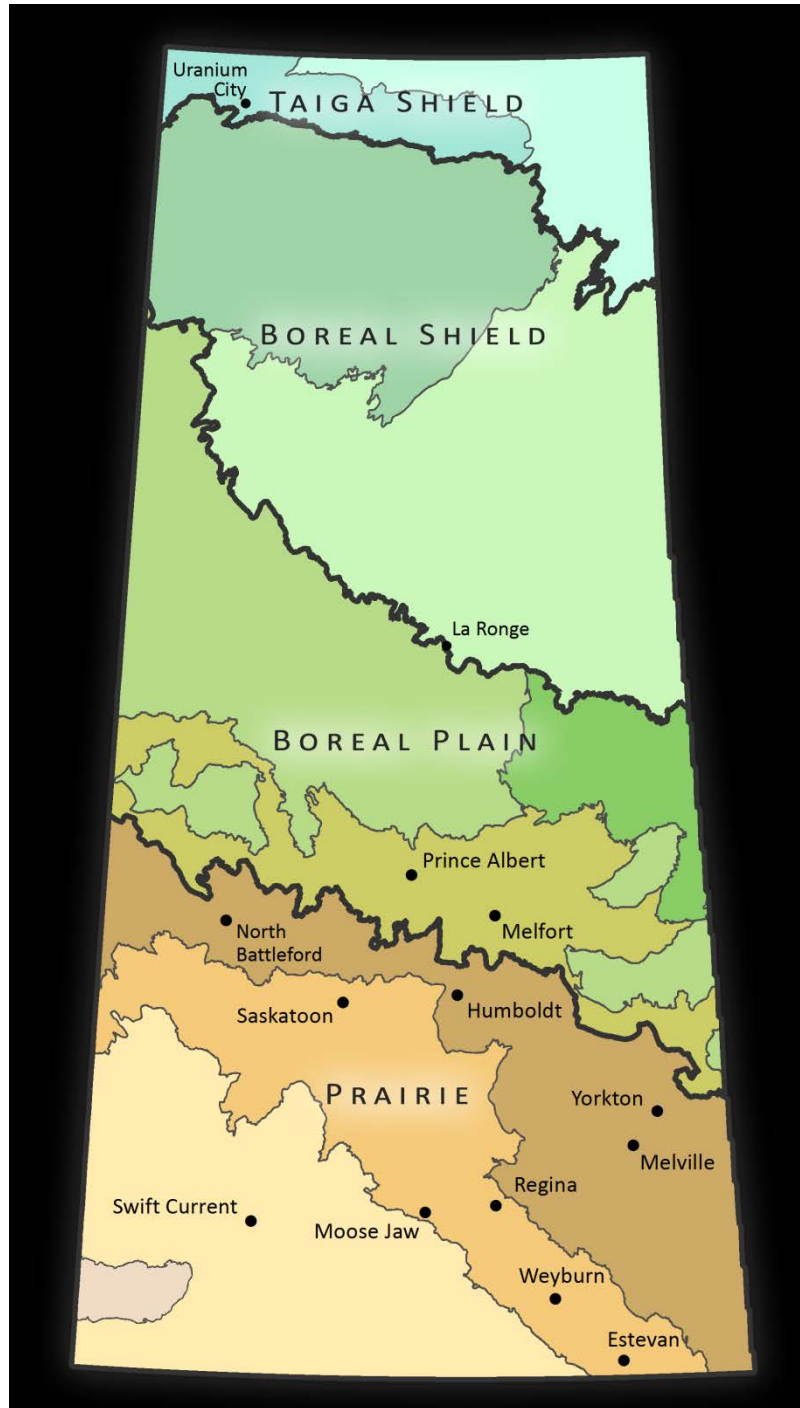 Uranium
City
TAIGA SHIELD
BOREAL SHIELD
La Ronge
BOREAL PLAIN
Prince Albert
North
Battleford
Melfort
Saskatoon
Humboldt
PRAIRIE
Yorkton
Melville
Regina
Swift Current
Moose Jaw
Weyburn
Estevan